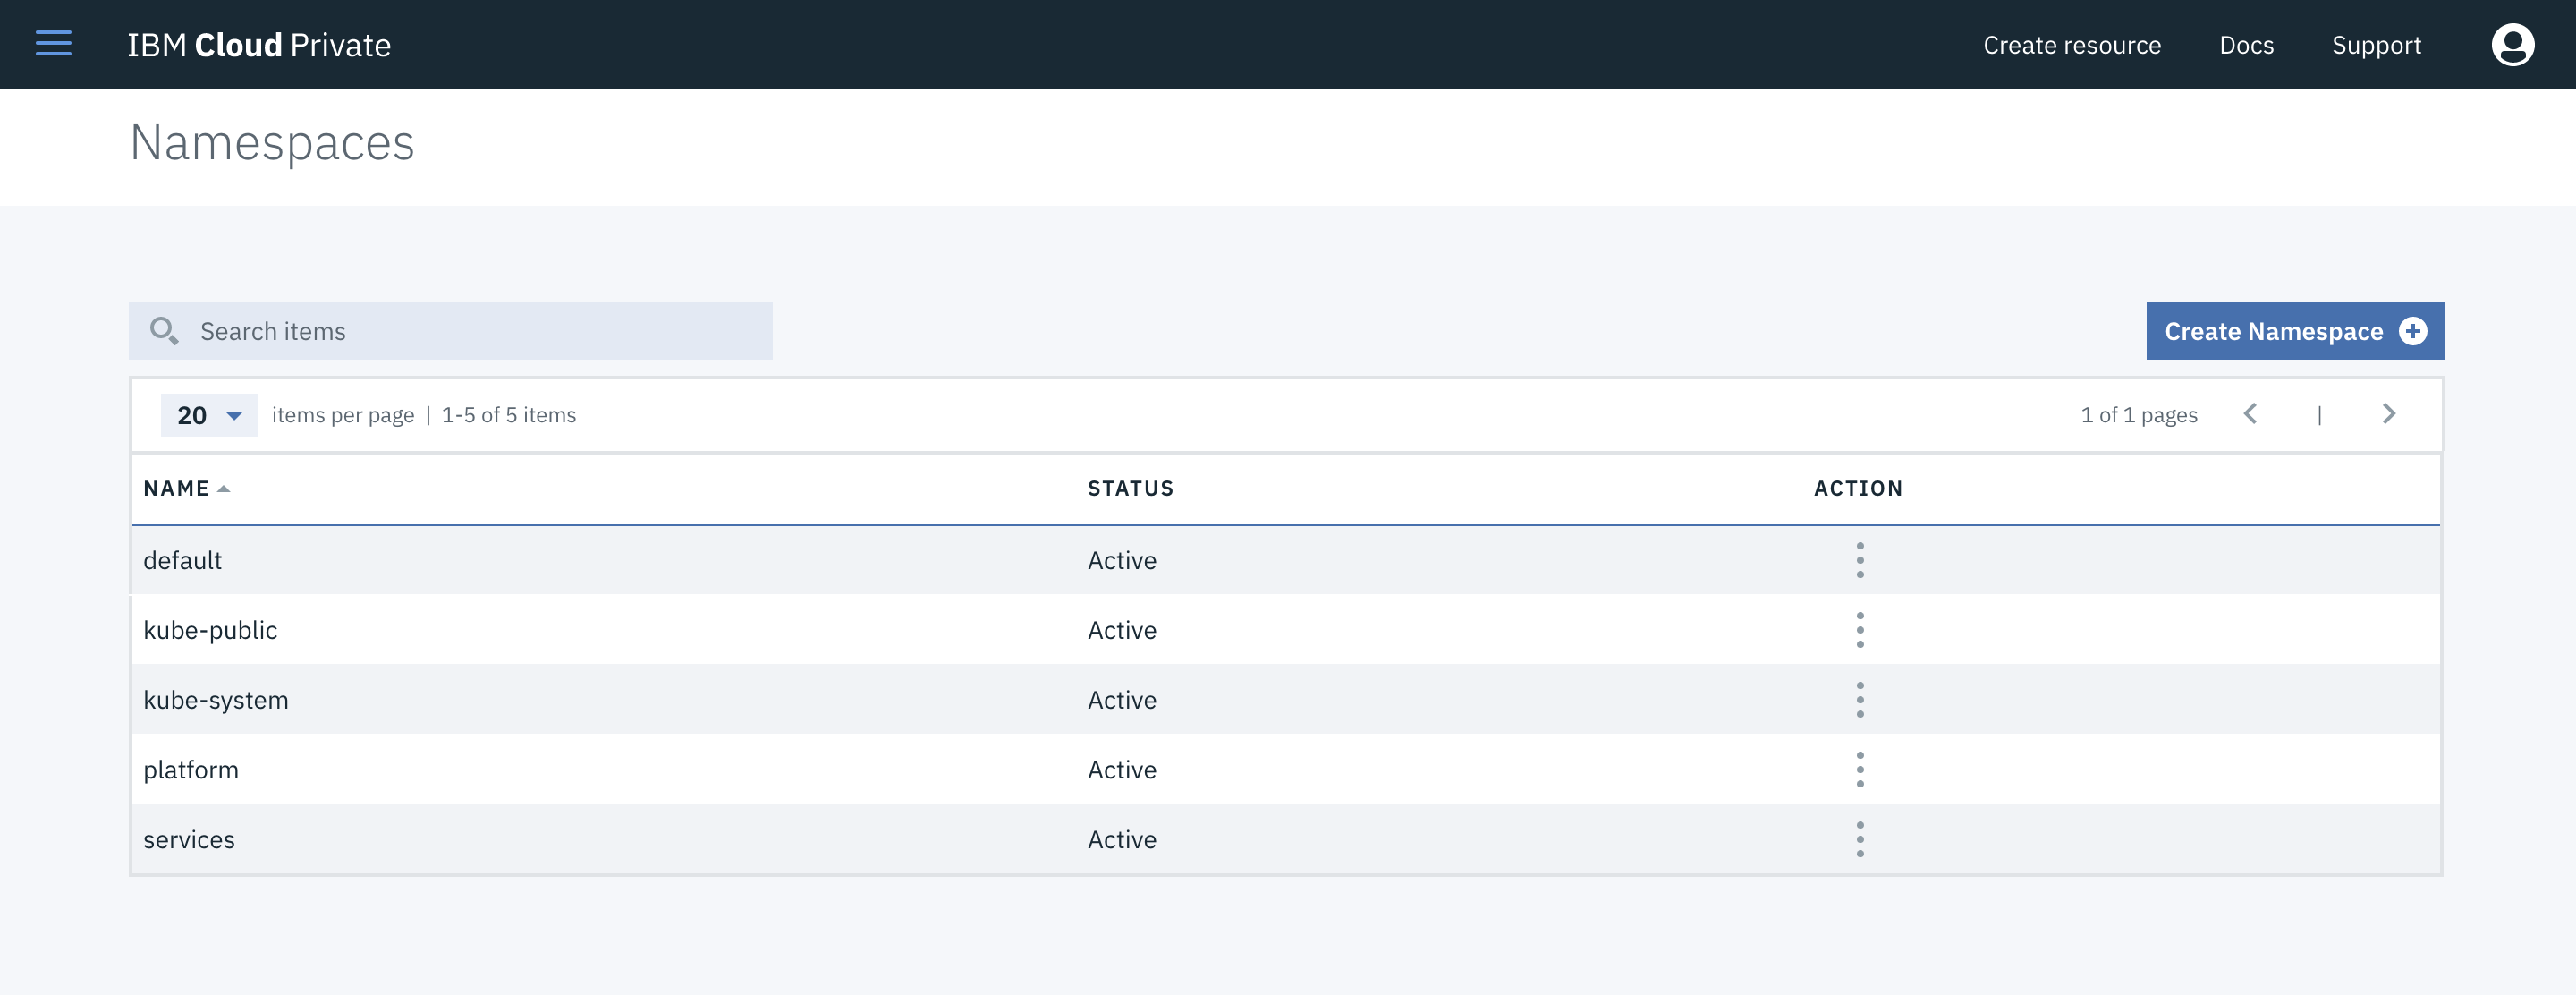 IBM Cloud Private Create resource Docs Support
Namespaces
Search items Create Namespace
20 items per page | 1-5 of 5 items 1 of 1 pages |
NAME STATUS ACTION
default Active
kube-public Active
kube-system Active
platform Active
services Active